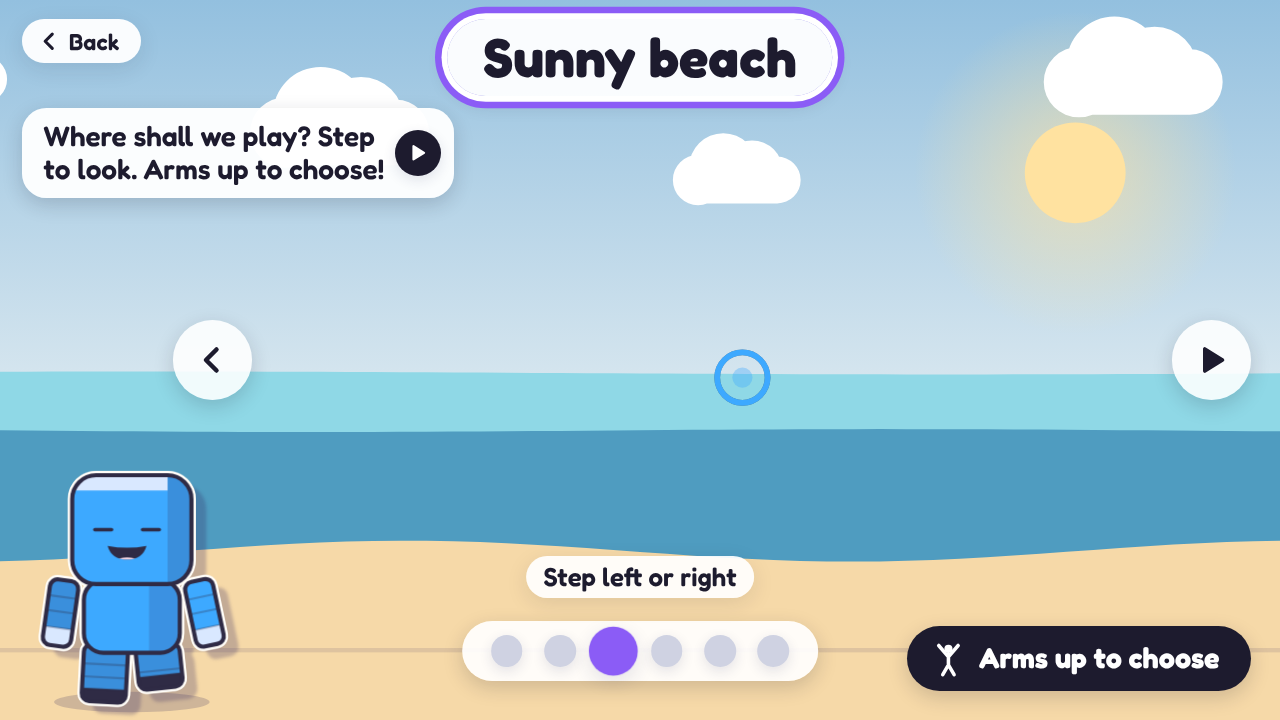 Back
Sunny beach
Where shall we play? Step
to look. Arms up to choose!
Step left or right
Arms up to choose